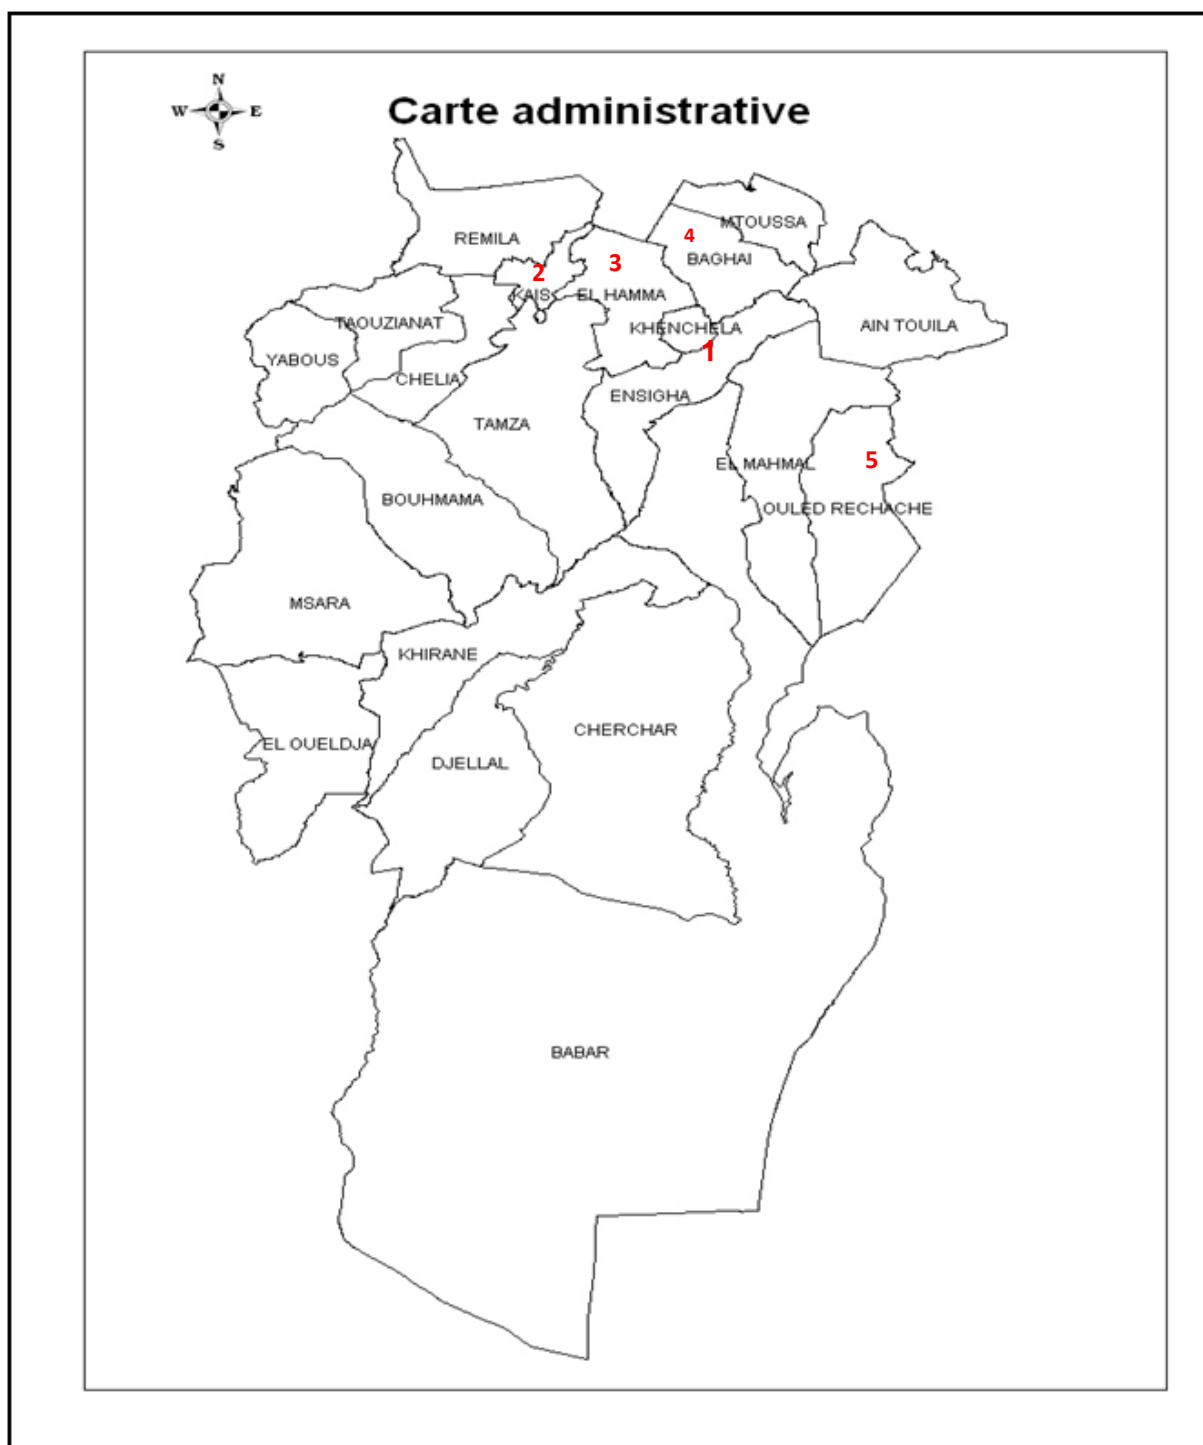 N
W E
S
Carte administrative
MTOUSSA
4
REMILA
BAGHAI
3
2
KAIS
EL HAMMA
TAOUZIANAT
KHENCHELA
AIN TOUILA
1
YABOUS
CHELIA
ENSIGHA
TAMZA
5
EL MAHMAL
BOUHMAMA
OULED RECHACHE
MSARA
KHIRANE
CHERCHAR
EL OUELDJA
DJELLAL
BABAR